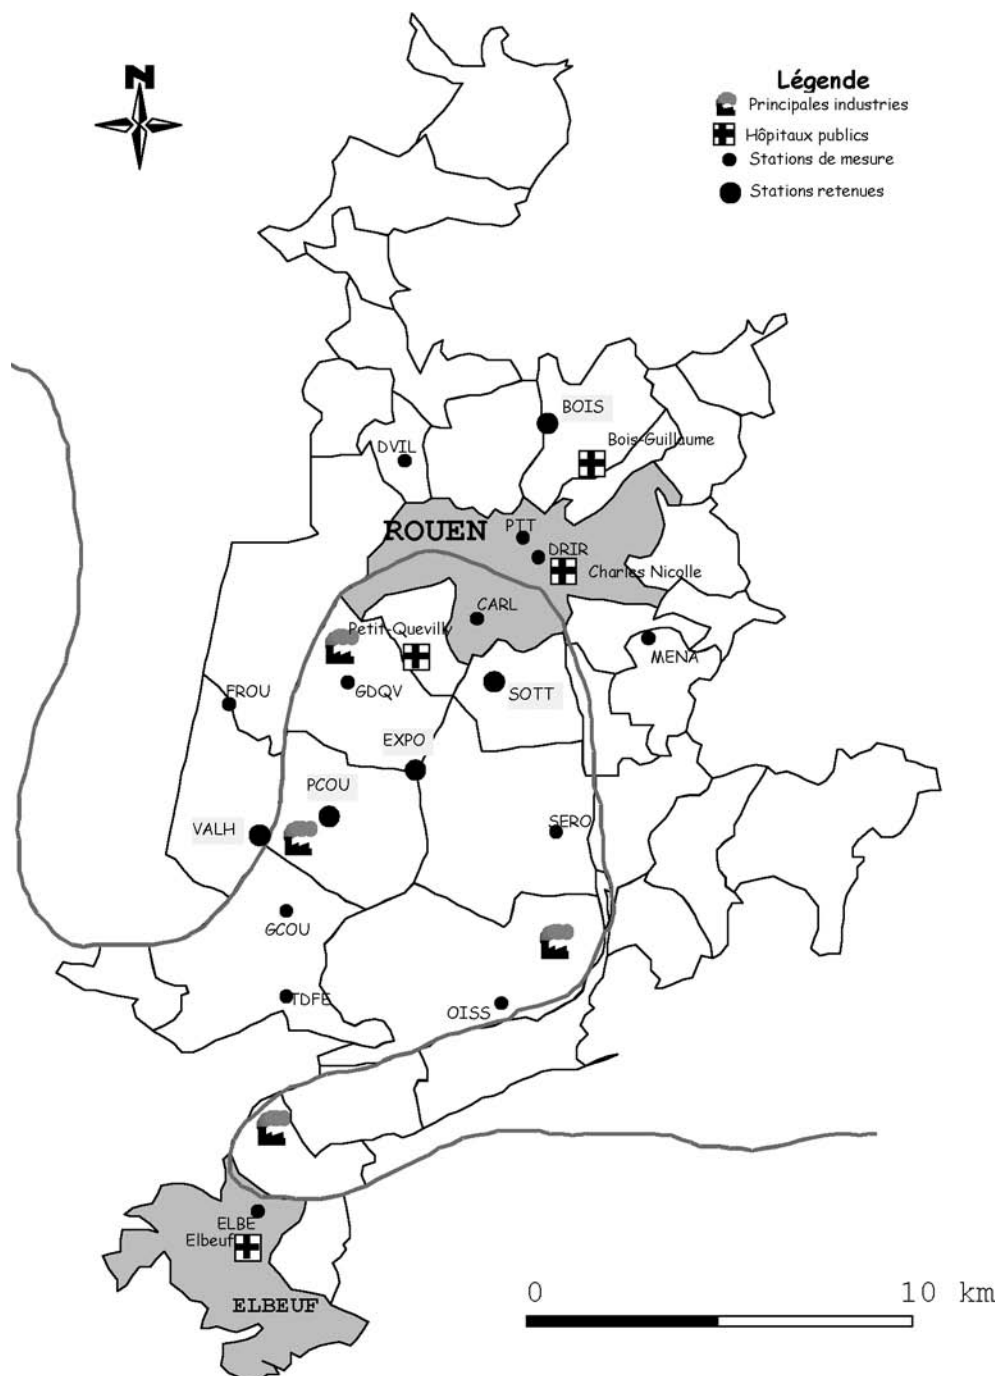 N
Légende
Principales industries
Hôpitaux publics
Stations de mesure
Stations retenues
BOIS
Bois-Guillaume
DVIL
ROUEN
PTT
DRIR
Charles Nicolle
CARL
Petit-Quevilly
MENA
GDQV
FROU
SOTT
EXPO
PCOU
VALH
SERO
GCOU
TDFE
OISS
ELBE
Elbeuf
ELBEUF
0 10 km